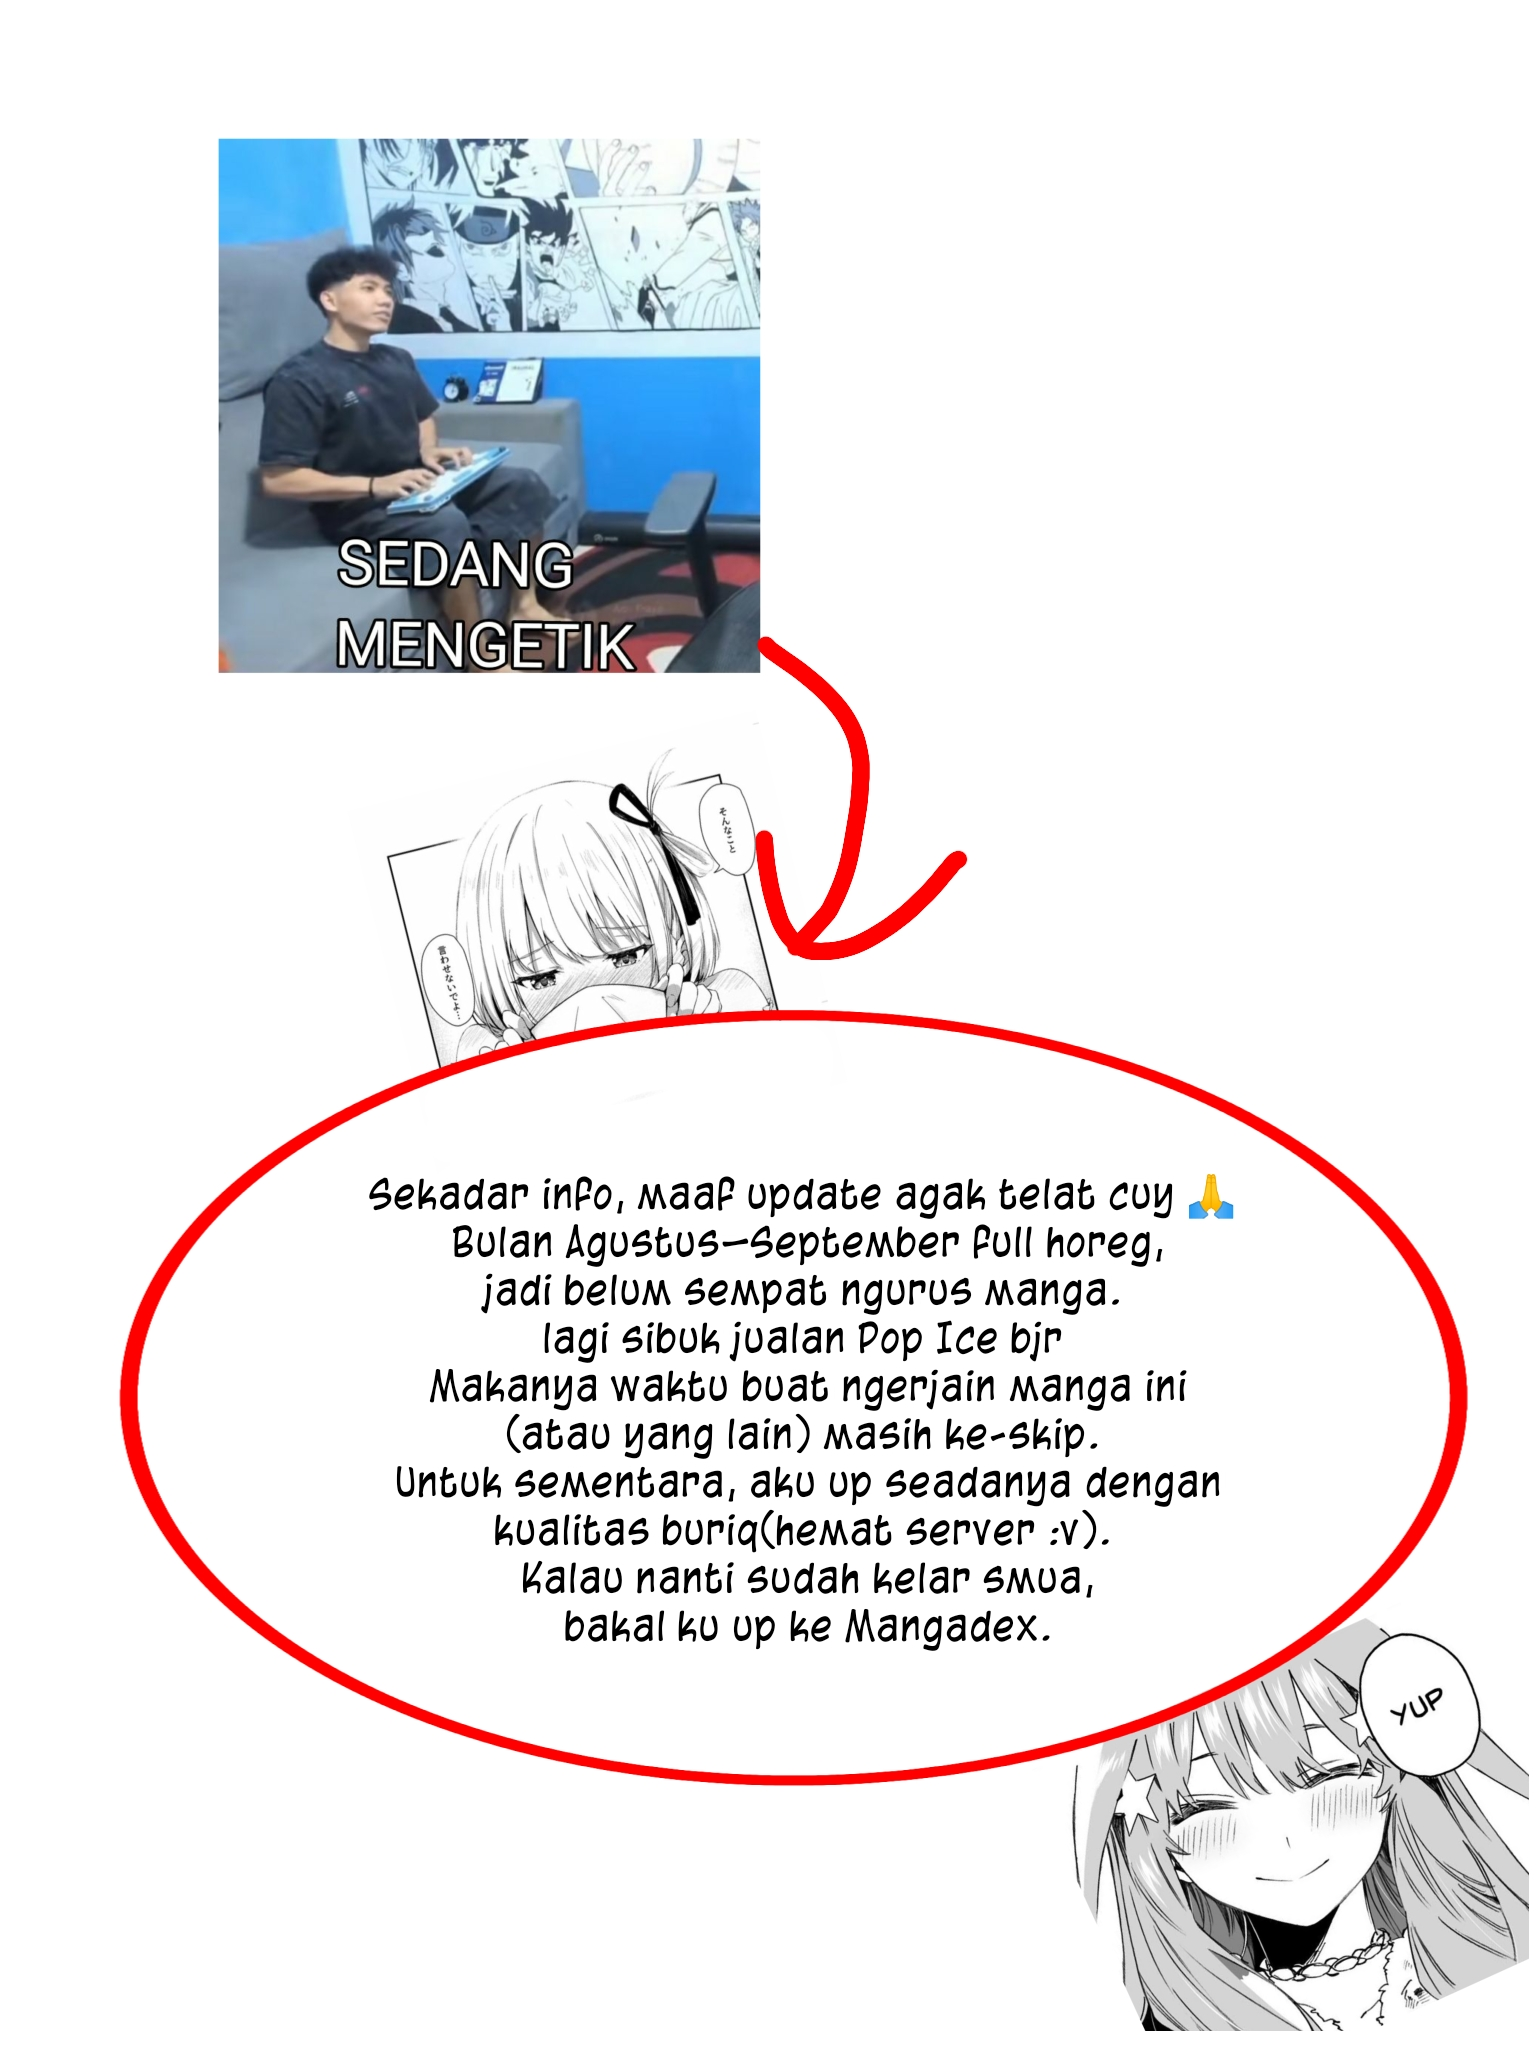 SEDANG
MENGETIK
そんなこと
言わせないでよ…
Sekadar info, maaf update agak telat cuy 🙏
Bulan Agustus—September full horeg,
jadi belum sempat ngurus manga.
lagi sibuk jualan Pop Ice bjr
Makanya waktu buat ngerjain manga ini
(atau yang lain) masih ke-skip.
Untuk sementara, aku up seadanya dengan
kualitas buriq(hemat server :v).
Kalau nanti sudah kelar smua,
bakal ku up ke Mangadex.
YUP